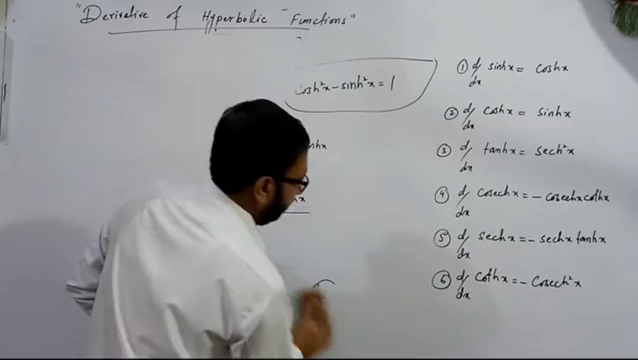 "Derivative of Hyperbolic Functions"
cosh²x - sinh²x = 1
nhx
① d/dx sinhx = coshx
② d/dx coshx = sinhx
③ d/dx tanhx = sech²x
④ d/dx cosechx = - cosechx cothx
⑤ d/dx sechx = - sechx tanhx
⑥ d/dx cothx = - cosech²x